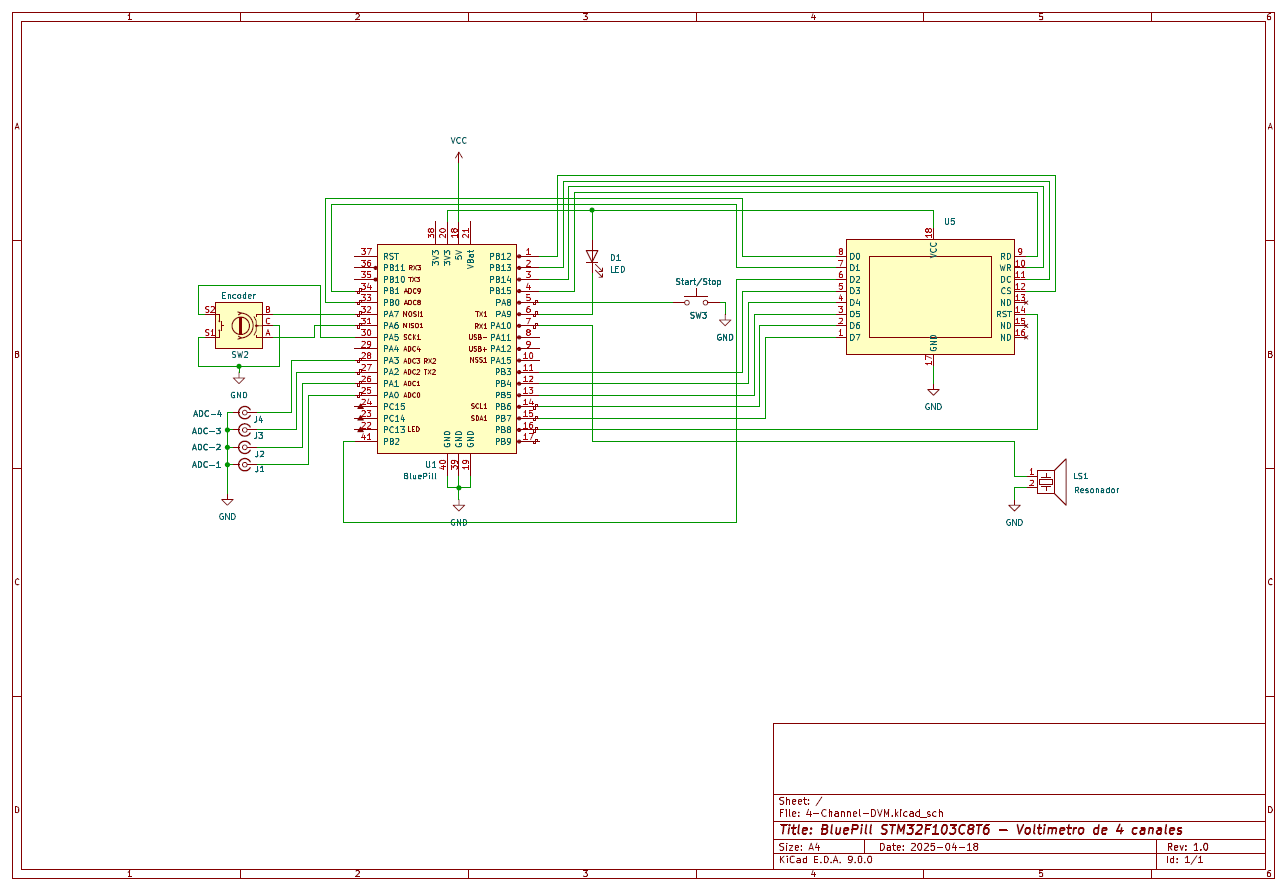 1 2 3 4 5 6
A A
VCC
U5
38 20 18 21
3V3 3V3 5V VBat
18
VCC
37 RST PB12 1
36 PB11 RX3 PB13 2
35 PB10 TX3 PB14 3
34 PB1 ADC9 PB15 4
33 PB0 ADC8 PA8 5
32 PA7 MOSI1 TX1 PA9 6
31 PA6 MISO1 RX1 PA10 7
30 PA5 SCK1 USB- PA11 8
29 PA4 ADC4 USB+ PA12 9
28 PA3 ADC3 RX2 NSS1 PA15 10
27 PA2 ADC2 TX2 PB3 11
26 PA1 ADC1 PB4 12
25 PA0 ADC0 PB5 13
24 PC15 SCL1 PB6 14
23 PC14 SDA1 PB7 15
22 PC13 LED PB8 16
41 PB2 PB9 17
GND GND GND
40 39 19
U1
BluePill
GND
D1
LED
Start/Stop
SW3
GND
8 D0 RD 9
7 D1 WR 10
6 D2 DC 11
5 D3 CS 12
4 D4 ND 13
3 D5 RST 14
2 D6 ND 15
1 D7 ND 16
GND
17
GND
Encoder
S2 B
C
S1 A
SW2
GND
B B
ADC-4 J4
ADC-3 J3
ADC-2 J2
ADC-1 J1
GND
1
2
LS1
Resonador
GND
C C
D D
Sheet: /
File: 4-Channel-DVM.kicad_sch
Title: BluePill STM32F103C8T6 – Voltimetro de 4 canales
Size: A4 Date: 2025-04-18 Rev: 1.0
KiCad E.D.A. 9.0.0 Id: 1/1
1 2 3 4 5 6